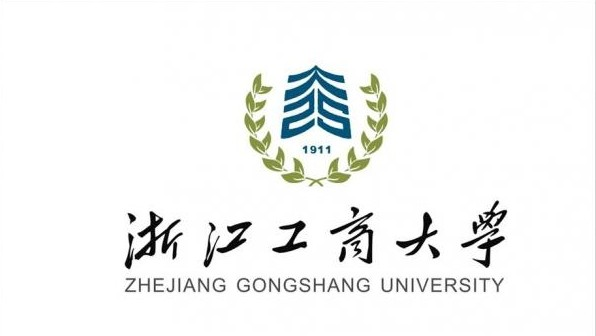 1911
浙江工商大學
ZHEJIANG GONGSHANG UNIVERSITY